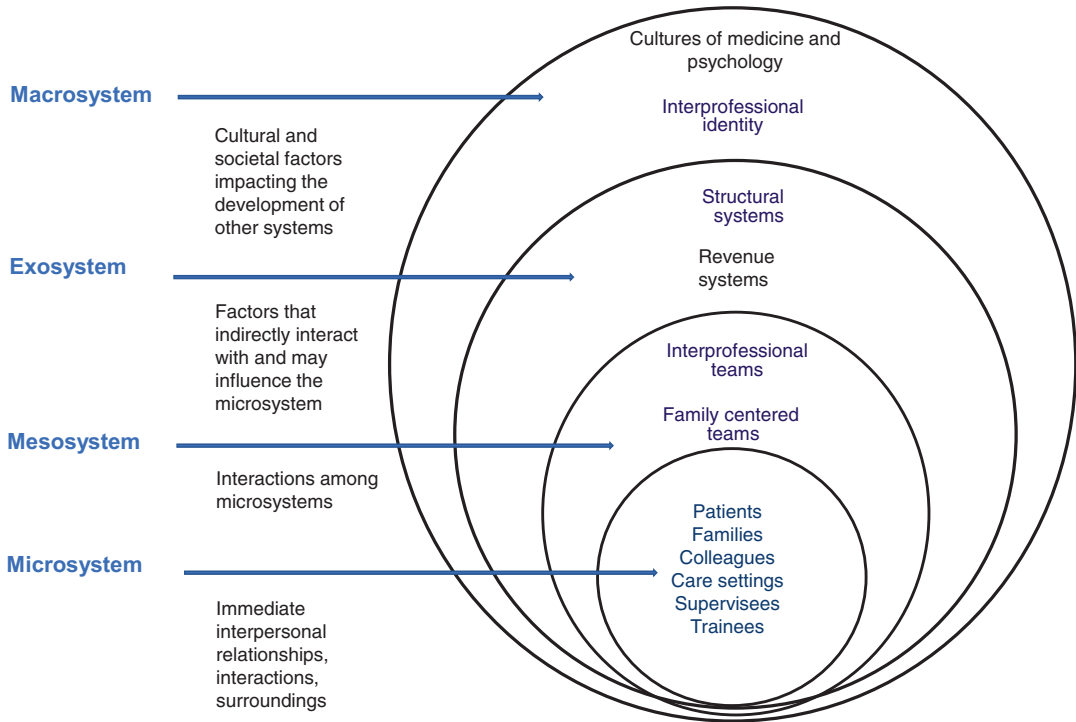 Macrosystem
Cultural and
societal factors
impacting the
development of
other systems
Exosystem
Factors that
indirectly interact
with and may
influence the
microsystem
Mesosystem
Interactions among
microsystems
Microsystem
Immediate
interpersonal
relationships,
interactions,
surroundings
Cultures of medicine and
psychology
Interprofessional
identity
Structural
systems
Revenue
systems
Interprofessional
teams
Family centered
teams
Patients
Families
Colleagues
Care settings
Supervisees
Trainees